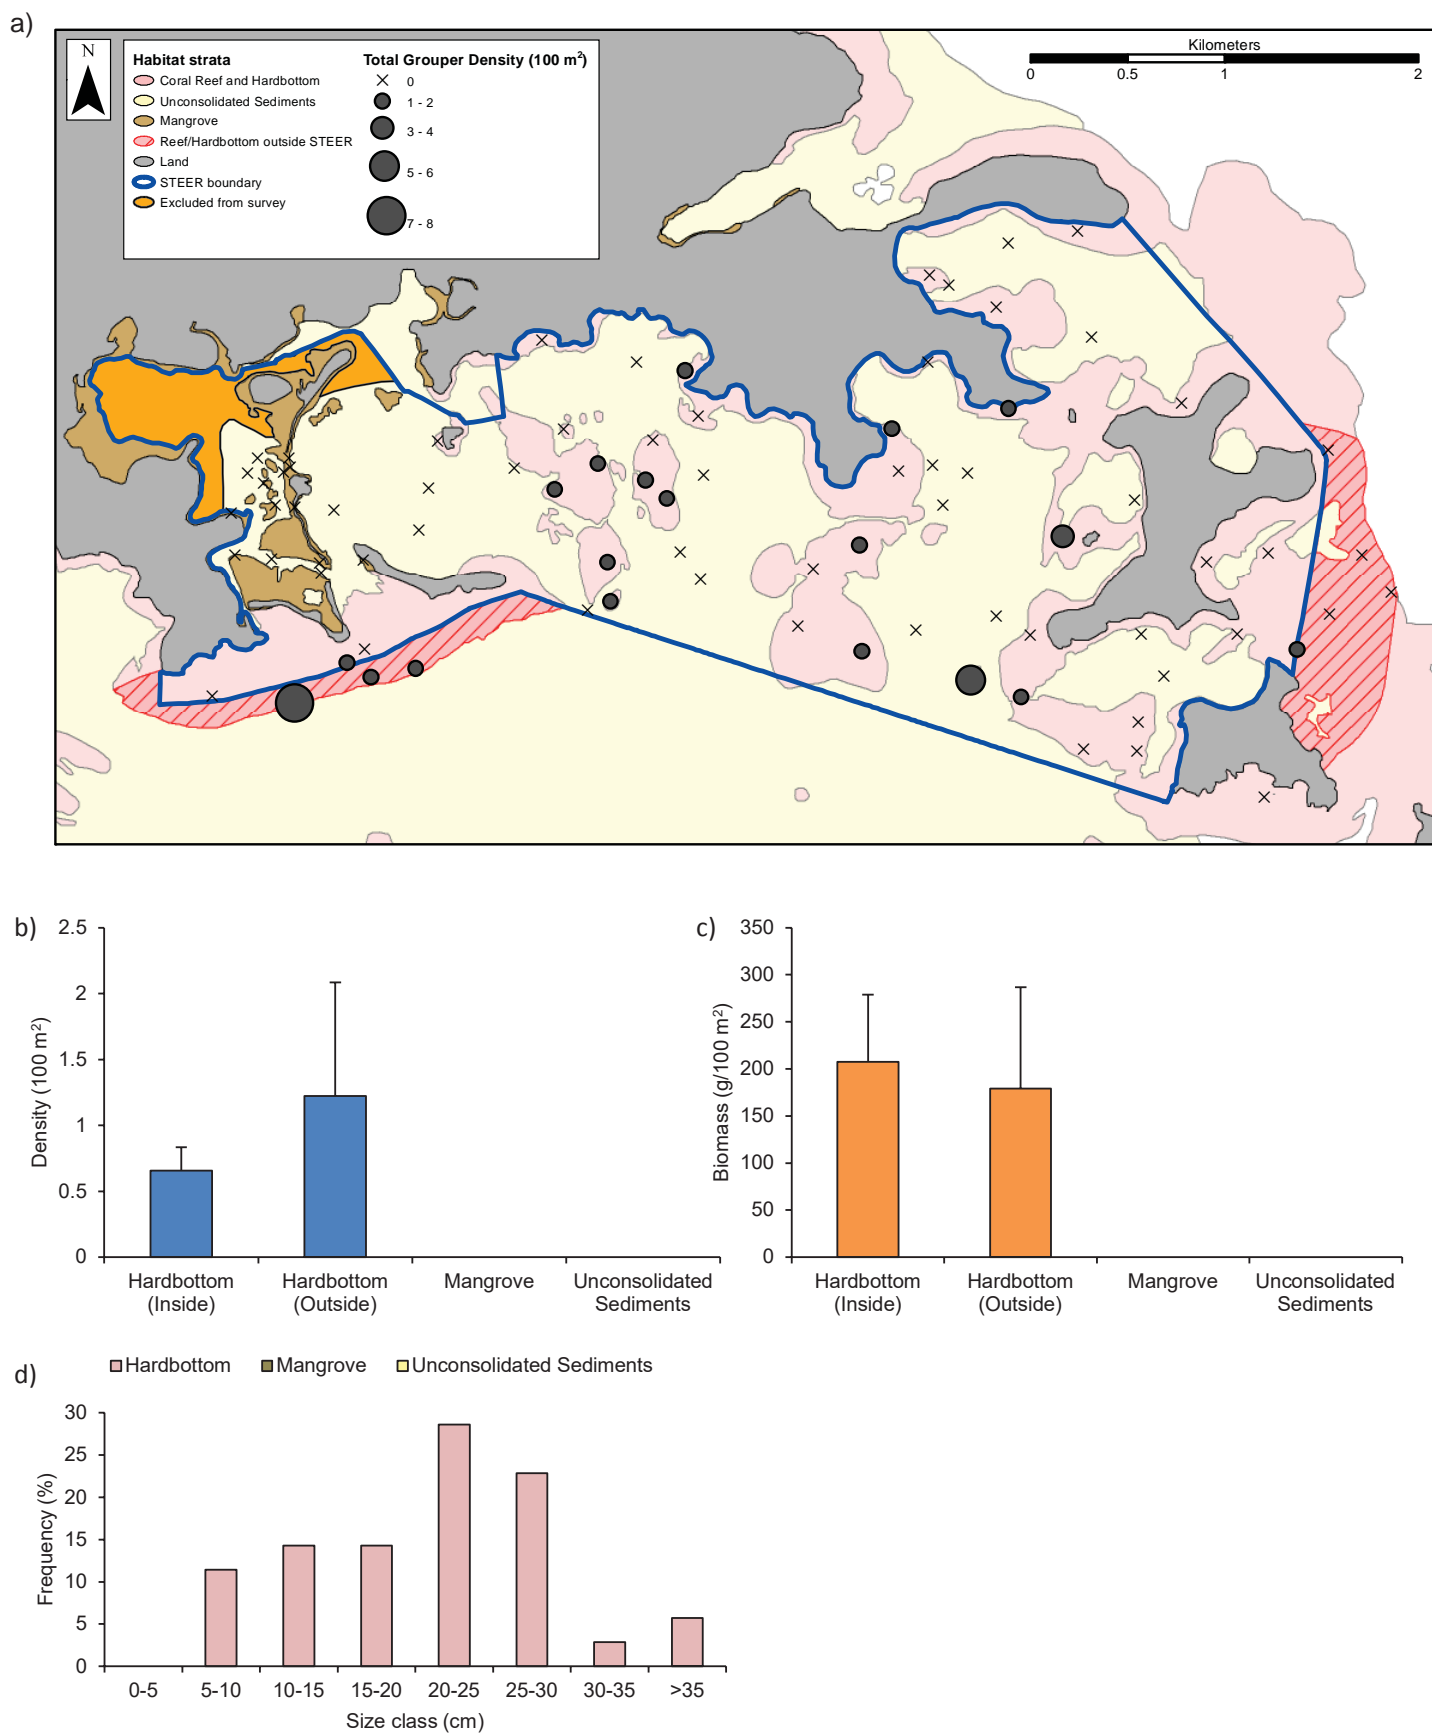 a)
N
Habitat strata
Coral Reef and Hardbottom
Unconsolidated Sediments
Mangrove
Reef/Hardbottom outside STEER
Land
STEER boundary
Excluded from survey
Total Grouper Density (100 m²)
0
1 - 2
3 - 4
5 - 6
7 - 8
Kilometers
0 0.5 1 2
b)
Density (100 m²)
2.5
2
1.5
1
0.5
0
Hardbottom (Inside)
Hardbottom (Outside)
Mangrove
Unconsolidated Sediments
c)
Biomass (g/100 m²)
350
300
250
200
150
100
50
0
Hardbottom (Inside)
Hardbottom (Outside)
Mangrove
Unconsolidated Sediments
d)
Hardbottom Mangrove Unconsolidated Sediments
Frequency (%)
30
25
20
15
10
5
0
0-5 5-10 10-15 15-20 20-25 25-30 30-35 >35
Size class (cm)